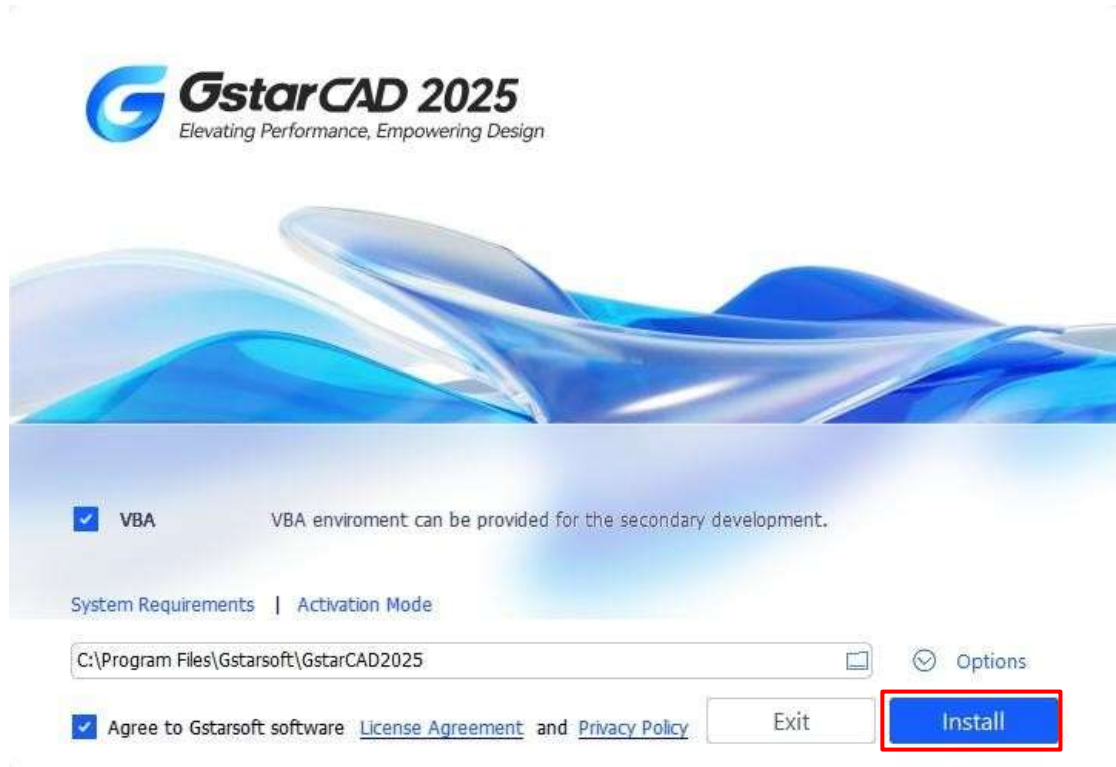 GstarCAD 2025
Elevating Performance, Empowering Design
VBA VBA enviroment can be provided for the secondary development.
System Requirements | Activation Mode
C:\Program Files\Gstarsoft\GstarCAD2025 Options
Agree to Gstarsoft software License Agreement and Privacy Policy Exit Install